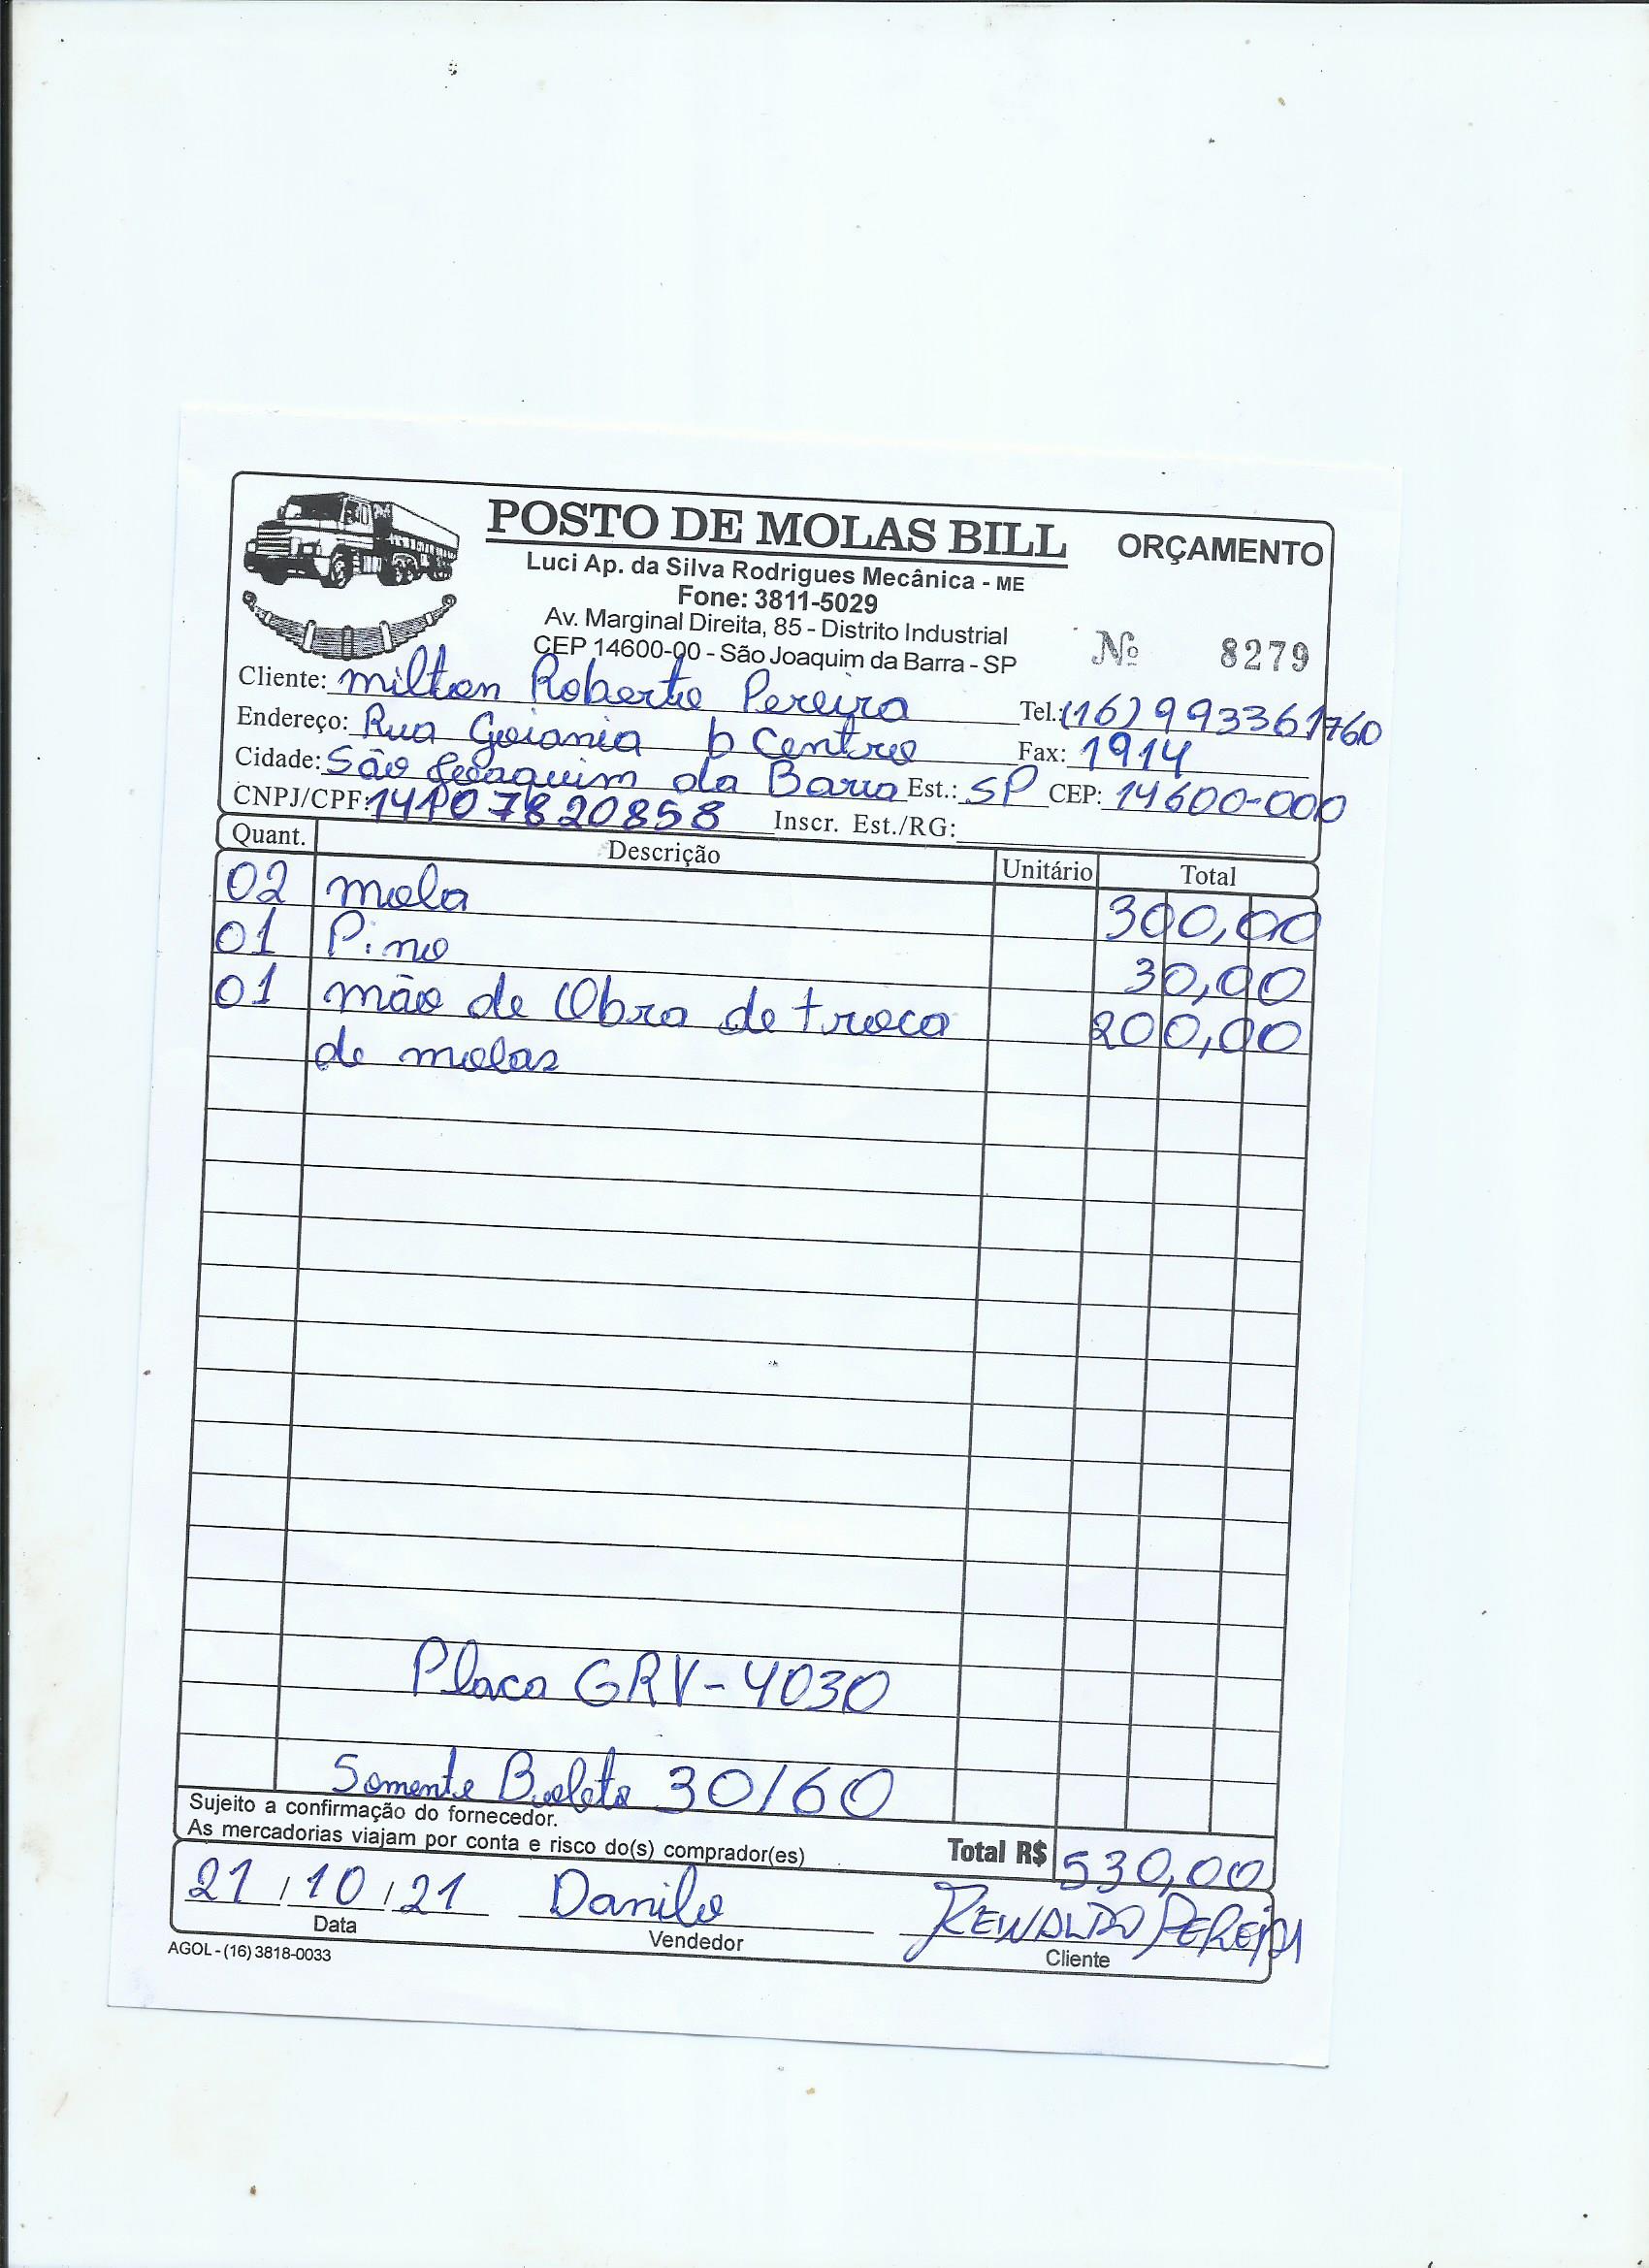 POSTO DE MOLAS BILL ORÇAMENTO
Luci Ap. da Silva Rodrigues Mecânica - ME
Fone: 3811-5029
Av. Marginal Direita, 85 - Distrito Industrial
CEP 14600-00 - São Joaquim da Barra - SP
Nº 8279
Cliente: Milton Roberto Pereira Tel.: (16) 993361760
Endereço: Rua Goiania b Centro Fax: 1914
Cidade: São Joaquim da Barra Est.: SP CEP: 14600-000
CNPJ/CPF: 14107820858 Inscr. Est./RG:
Quant. Descrição Unitário Total
02 mola 300,00
01 Pino 30,00
01 mão de Obra de troca 200,00
de molas
Placa GRV-4030
Somente Boleto 30/60
Sujeito a confirmação do fornecedor.
As mercadorias viajam por conta e risco do(s) comprador(es) Total R$ 530,00
21/10/21 Danilo REINALDO PEREIRA
Data Vendedor Cliente
AGOL - (16) 3818-0033